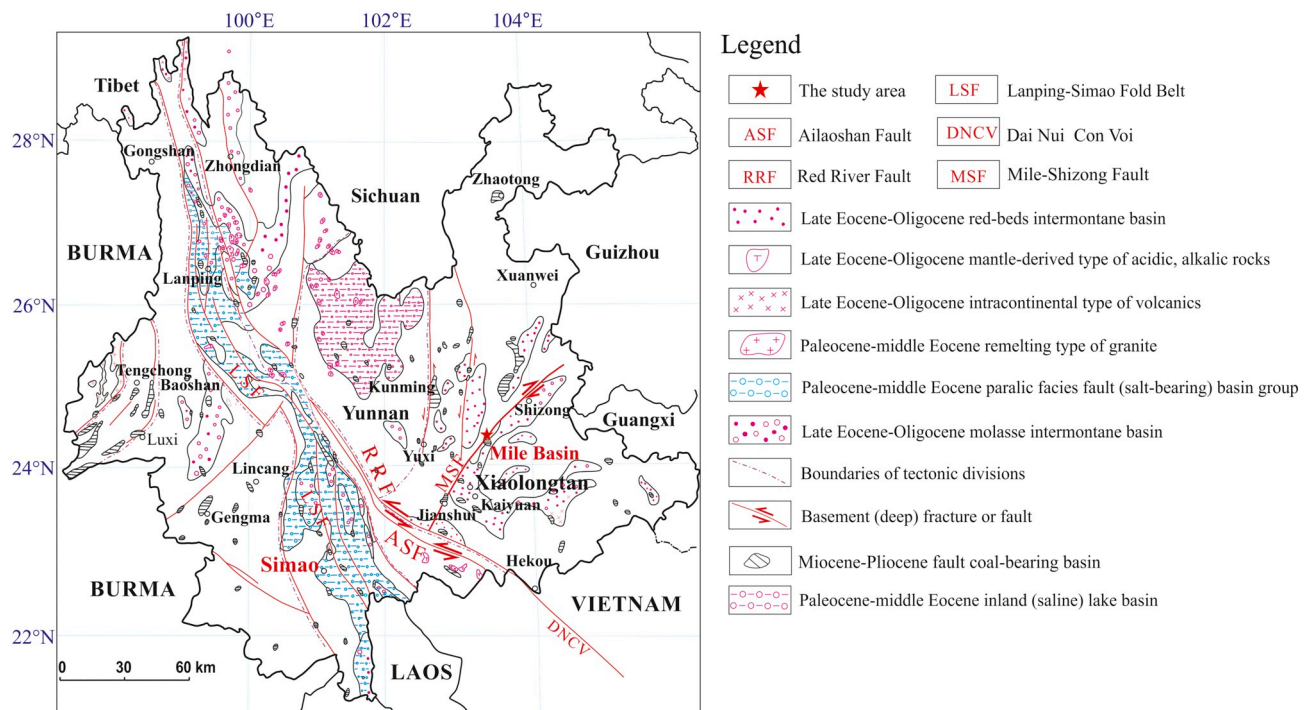 100°E 102°E 104°E
28°N
26°N
24°N
22°N
Tibet
Gongshan
Zhongdian
Sichuan
Zhaotong
BURMA
Guizhou
Lanping
Xuanwei
Tengchong
Baoshan
LSF
Kunming
Yunnan
Shizong
Guangxi
Luxi
Yuxi
Mile Basin
RRF
MSF
Lincang
Xiaolongtan
Kaiyuan
LSF
Gengma
Jianshui
ASF
Simao
Hekou
BURMA
VIETNAM
DNCV
LAOS
0 30 60 km
Legend
The study area
LSF Lanping-Simao Fold Belt
ASF Ailaoshan Fault
DNCV Dai Nui Con Voi
RRF Red River Fault
MSF Mile-Shizong Fault
Late Eocene-Oligocene red-beds intermontane basin
Late Eocene-Oligocene mantle-derived type of acidic, alkalic rocks
Late Eocene-Oligocene intracontinental type of volcanics
Paleocene-middle Eocene remelting type of granite
Paleocene-middle Eocene paralic facies fault (salt-bearing) basin group
Late Eocene-Oligocene molasse intermontane basin
Boundaries of tectonic divisions
Basement (deep) fracture or fault
Miocene-Pliocene fault coal-bearing basin
Paleocene-middle Eocene inland (saline) lake basin